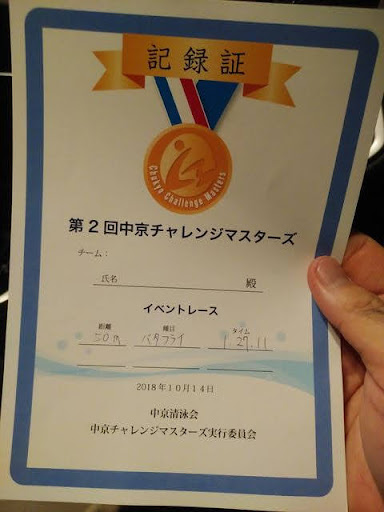 記録証
Chukyo Challenge Masters
第2回中京チャレンジマスターズ
チーム:
氏名 殿
イベントレース
距離 種目 タイム
50m バタフライ 1 27.11
2018年10月14日
中京清泳会
中京チャレンジマスターズ実行委員会